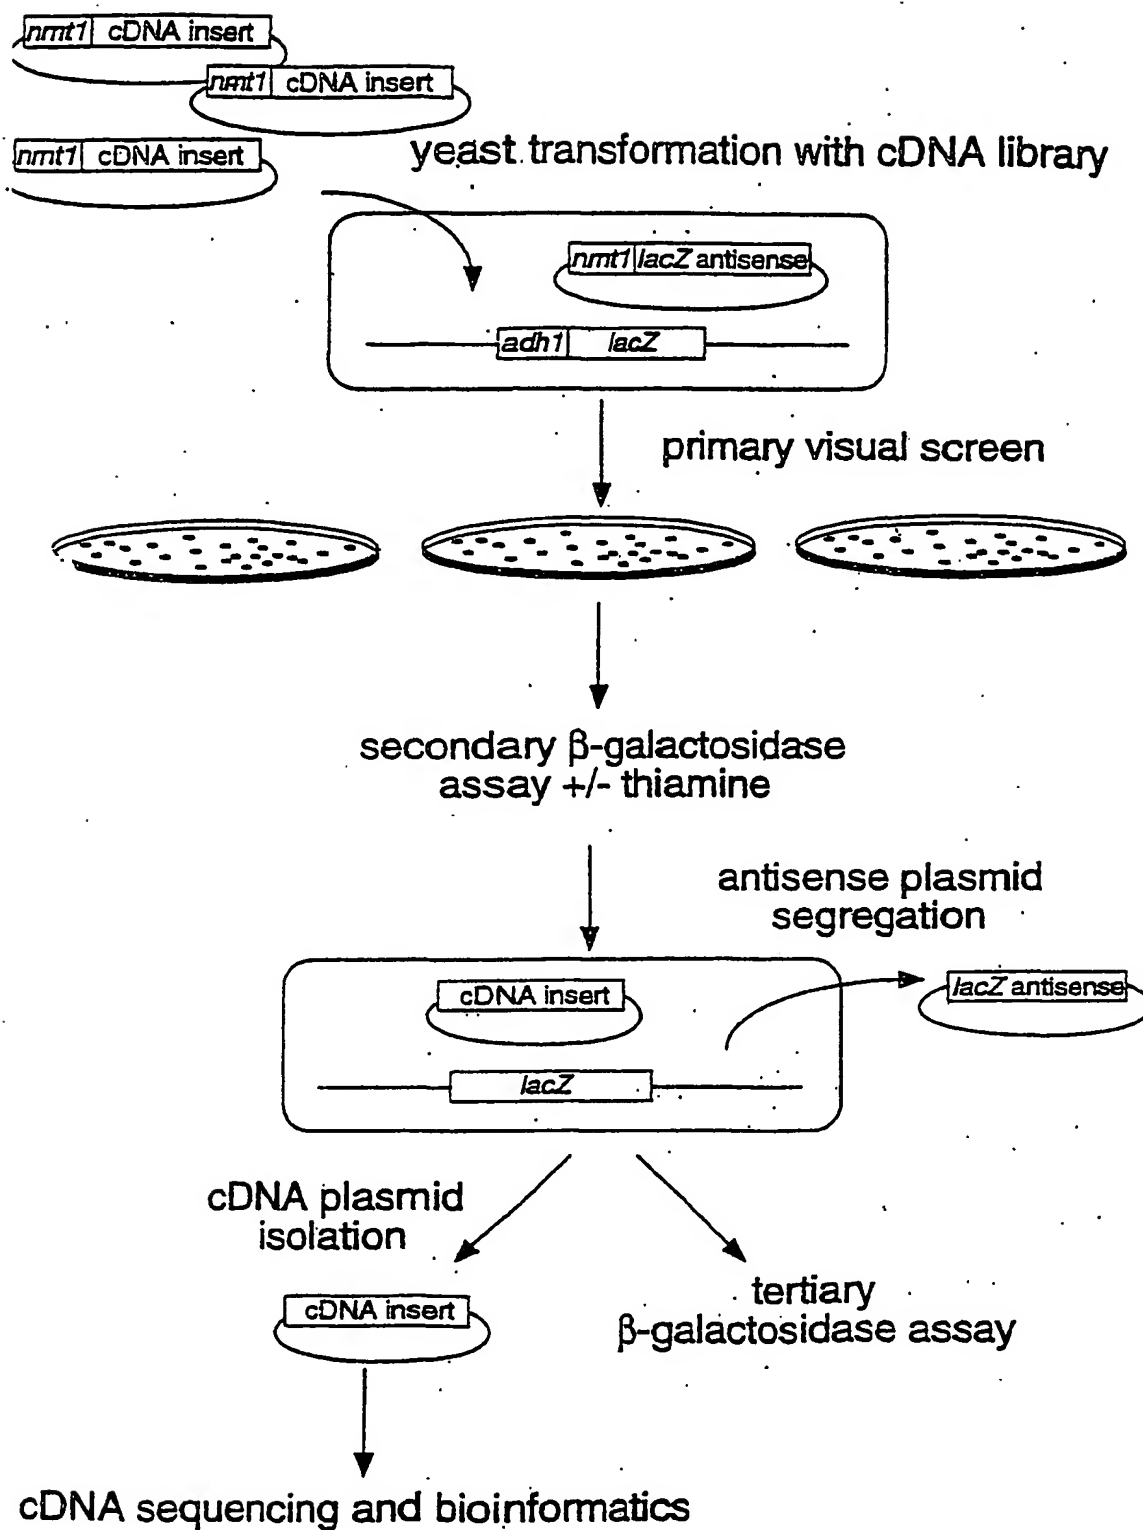 nmt1 cDNA insert
nmt1 cDNA insert
nmt1 cDNA insert
yeast transformation with cDNA library
nmt1 lacZ antisense
adh1 lacZ
primary visual screen
secondary β-galactosidase
assay +/- thiamine
antisense plasmid
segregation
cDNA insert
lacZ antisense
lacZ
cDNA plasmid
isolation
cDNA insert
tertiary
β-galactosidase assay
cDNA sequencing and bioinformatics